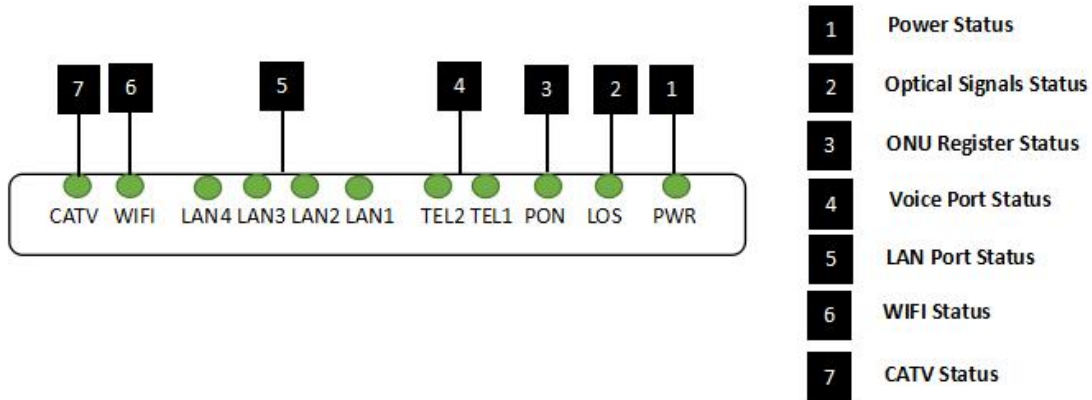 7 6 5 4 3 2 1
CATV WIFI LAN4 LAN3 LAN2 LAN1 TEL2 TEL1 PON LOS PWR
1 Power Status
2 Optical Signals Status
3 ONU Register Status
4 Voice Port Status
5 LAN Port Status
6 WIFI Status
7 CATV Status